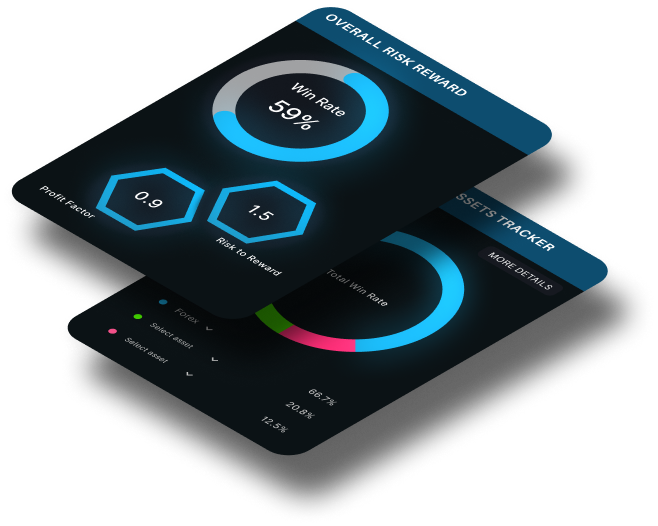 OVERALL RISK REWARD
Win Rate
59%
0.9
1.5
Profit Factor
Risk to Reward
SSETS TRACKER
MORE DETAILS
Total Win Rate
Forex
Select asset
Select asset
66.7%
20.8%
12.5%